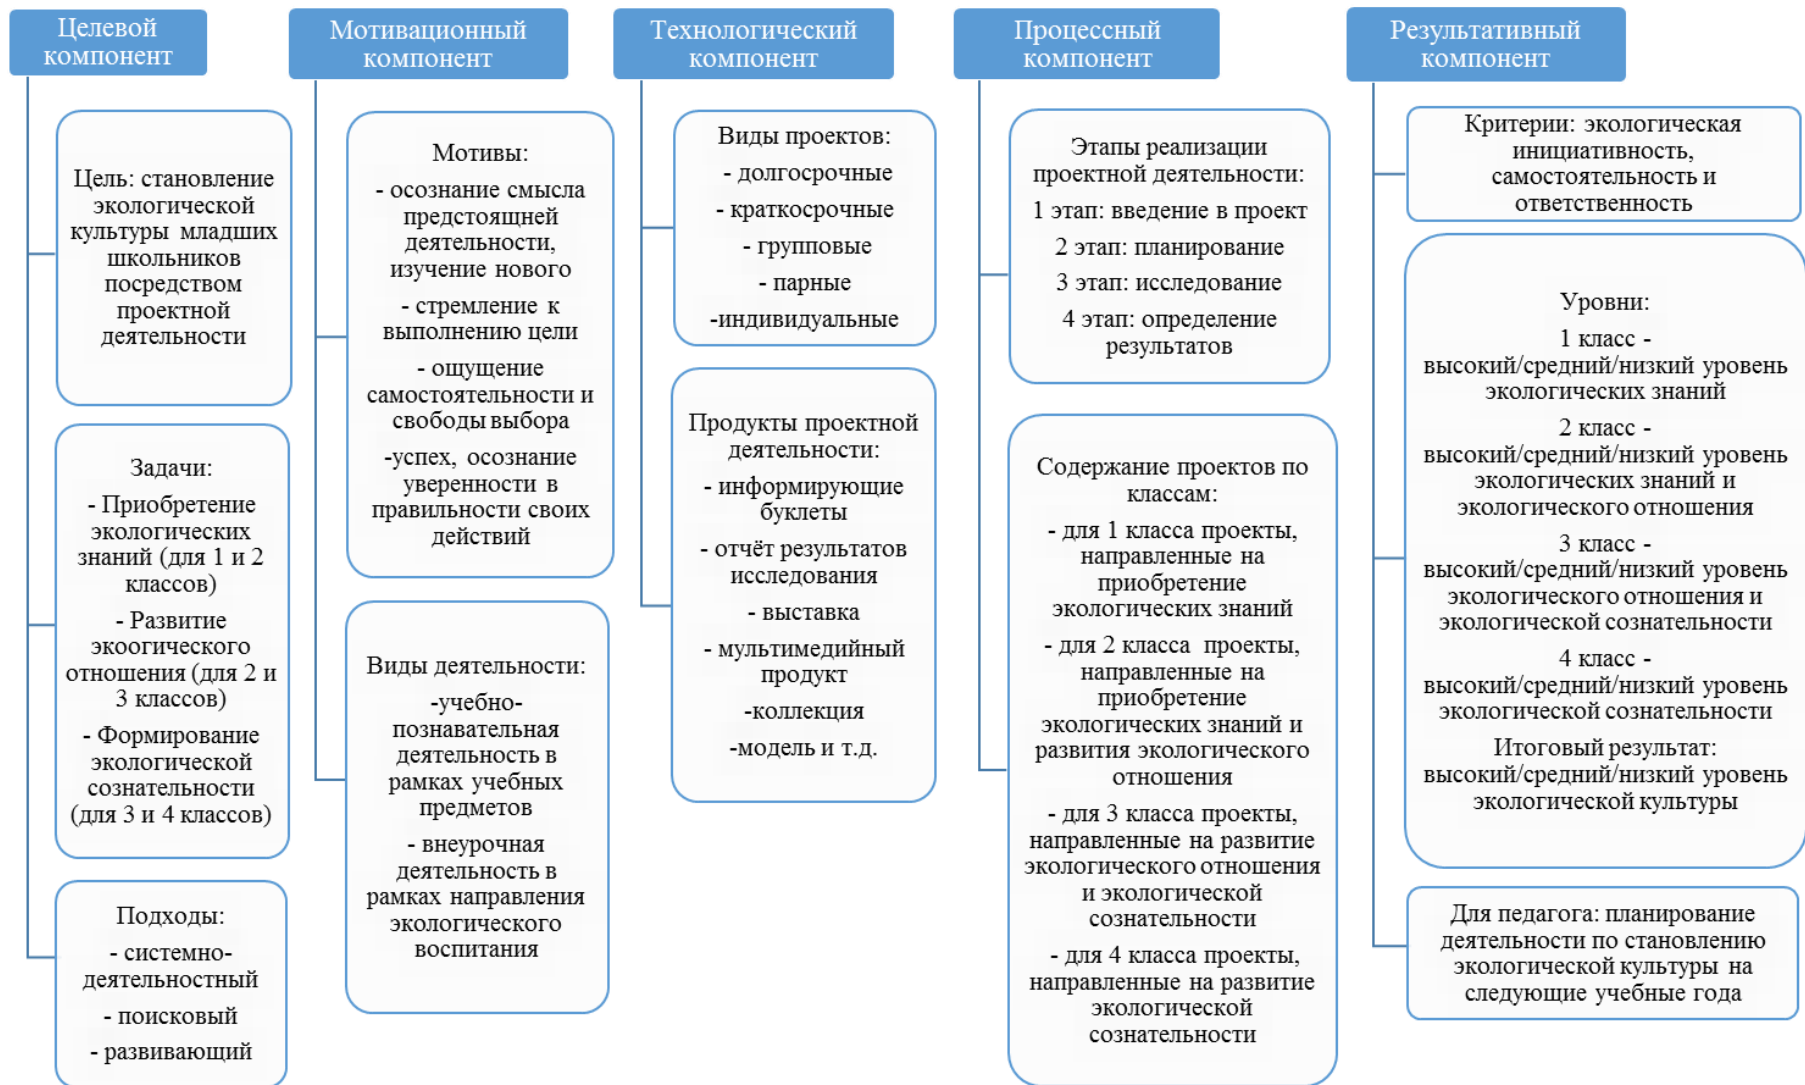 Целевой
компонент
Цель: становление
экологической
культуры младших
школьников
посредством
проектной
деятельности
Задачи:
- Приобретение
экологических
знаний (для 1 и 2
классов)
- Развитие
экоогического
отношения (для 2 и
3 классов)
- Формирование
экологической
сознательности
(для 3 и 4 классов)
Подходы:
- системно-
деятельностный
- поисковый
- развивающий
Мотивационный
компонент
Мотивы:
- осознание смысла
предстоящней
деятельности,
изучение нового
- стремление к
выполнению цели
- ощущение
самостоятельности и
свободы выбора
-успех, осознание
уверенности в
правильности своих
действий
Виды деятельности:
-учебно-
познавательная
деятельность в
рамках учебных
предметов
- внеурочная
деятельность в
рамках направления
экологического
воспитания
Технологический
компонент
Виды проектов:
- долгосрочные
- краткосрочные
- групповые
- парные
-индивидуальные
Продукты проектной
деятельности:
- информирующие
буклеты
- отчёт результатов
исследования
- выставка
- мультимедийный
продукт
-коллекция
-модель и т.д.
Процессный
компонент
Этапы реализации
проектной деятельности:
1 этап: введение в проект
2 этап: планирование
3 этап: исследование
4 этап: определение
результатов
Содержание проектов по
классам:
- для 1 класса проекты,
направленные на
приобретение
экологических знаний
- для 2 класса проекты,
направленные на
приобретение
экологических знаний и
развития экологического
отношения
- для 3 класса проекты,
направленные на развитие
экологического отношения
и экологической
сознательности
- для 4 класса проекты,
направленные на развитие
экологической
сознательности
Результативный
компонент
Критерии: экологическая
инициативность,
самостоятельность и
ответственность
Уровни:
1 класс -
высокий/средний/низкий уровень
экологических знаний
2 класс -
высокий/средний/низкий уровень
экологических знаний и
экологического отношения
3 класс -
высокий/средний/низкий уровень
экологического отношения и
экологической сознательности
4 класс -
высокий/средний/низкий уровень
экологической сознательности
Итоговый результат:
высокий/средний/низкий уровень
экологической культуры
Для педагога: планирование
деятельности по становлению
экологической культуры на
следующие учебные года